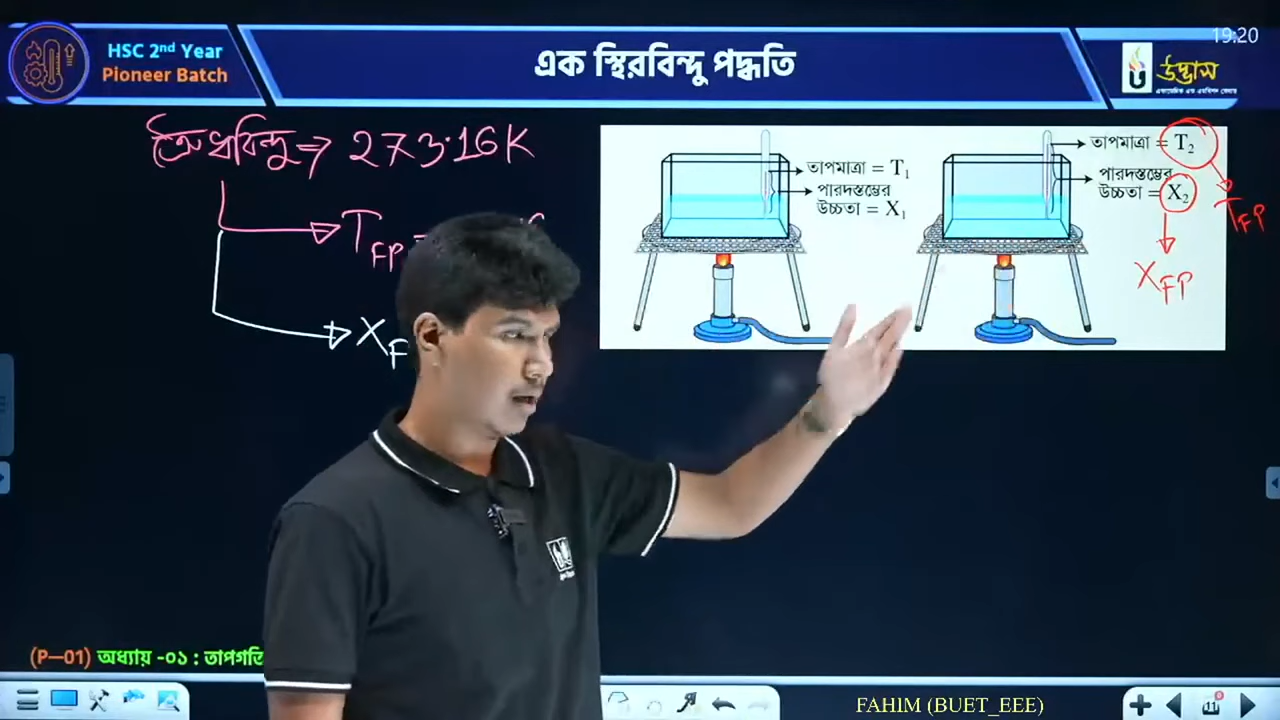 19:20
HSC 2nd Year
Pioneer Batch
এক স্থিরবিন্দু পদ্ধতি
উদ্ভাস
ত্রৈধবিন্দু ⇒ 273.16K
T_FP =
X_F
তাপমাত্রা = T₁
পারদস্তম্ভের
উচ্চতা = X₁
তাপমাত্রা = T₂
পারদস্তম্ভের
উচ্চতা = X₂
T_FP
X_FP
(P—01) অধ্যায় -০১ : তাপগতি
FAHIM (BUET_EEE)